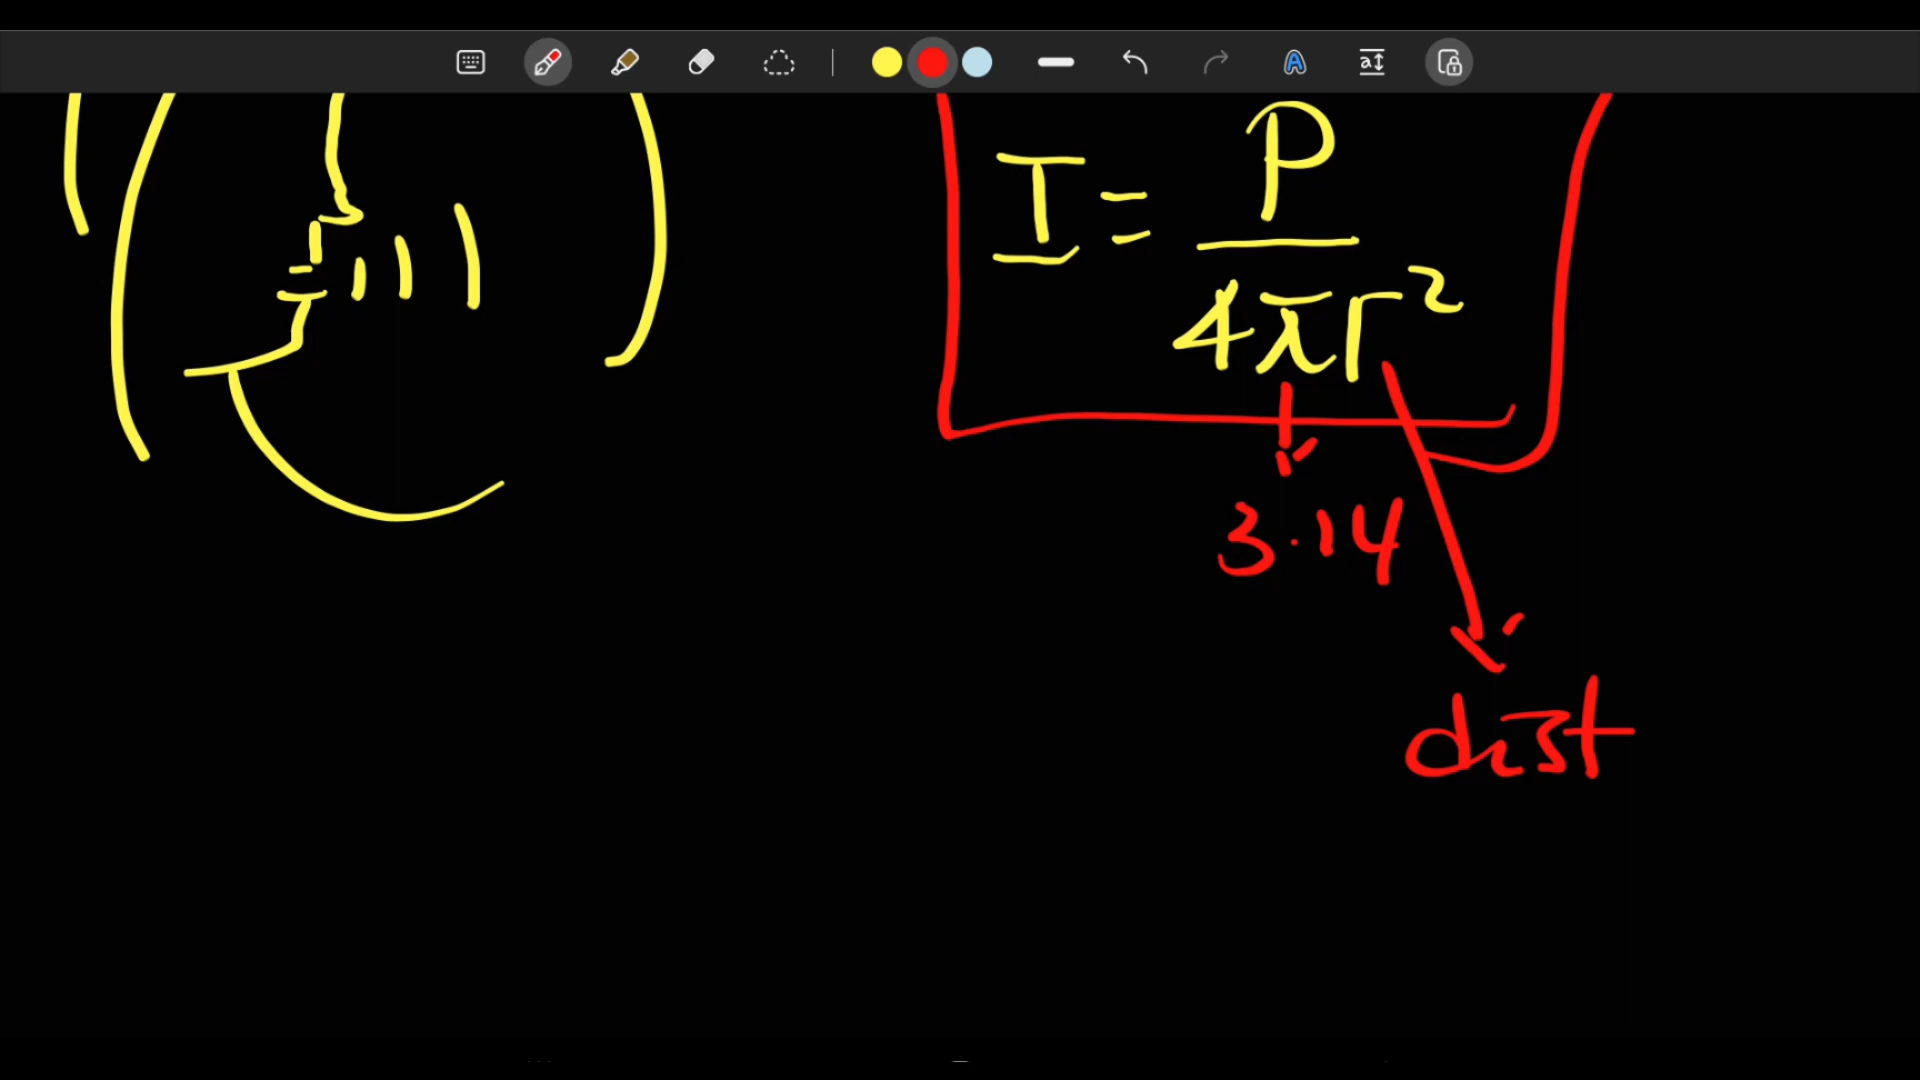 I = P / 4πr²
3.14
dist